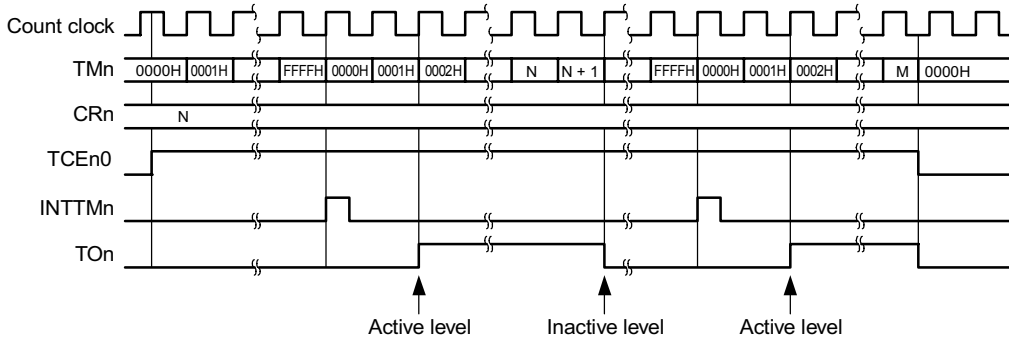 Count clock
TMn 0000H 0001H FFFFH 0000H 0001H 0002H N N + 1 FFFFH 0000H 0001H 0002H M 0000H
CRn N
TCEn0
INTTMn
TOn
Active level Inactive level Active level